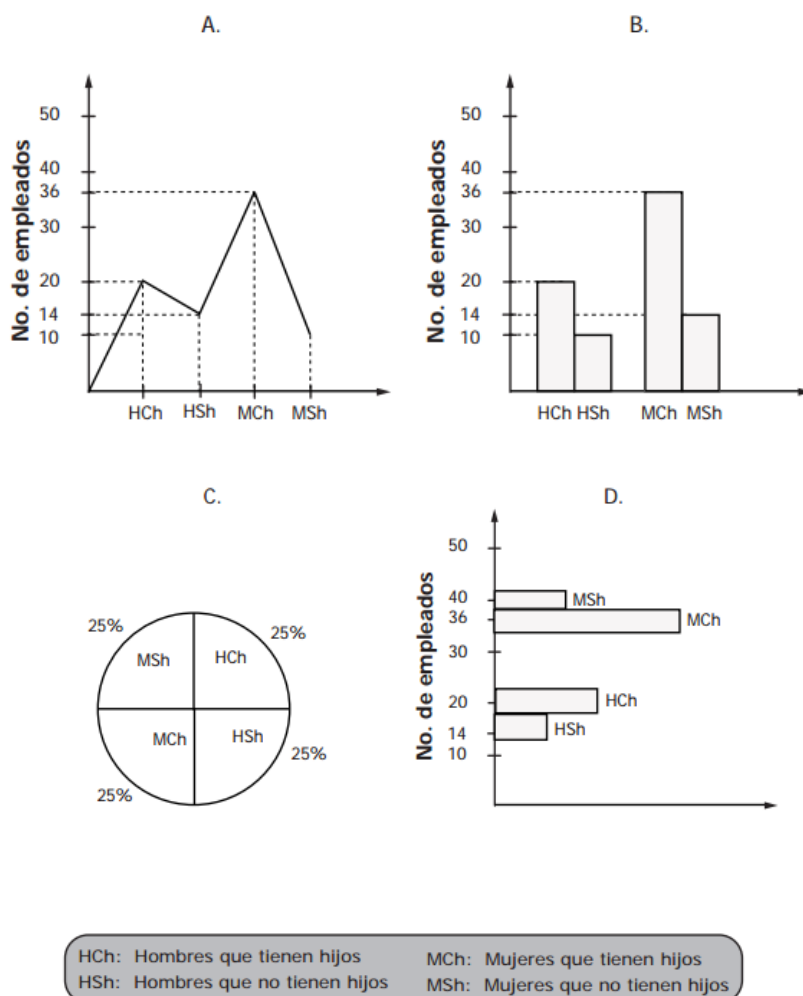 A.
No. de empleados
50
40
36
30
20
14
10
HCh HSh MCh MSh
B.
No. de empleados
50
40
36
30
20
14
10
HCh HSh MCh MSh
C.
25% 25%
MSh HCh
MCh HSh
25% 25%
D.
No. de empleados
50
40
36
30
20
14
10
MSh
MCh
HCh
HSh
HCh: Hombres que tienen hijos
HSh: Hombres que no tienen hijos
MCh: Mujeres que tienen hijos
MSh: Mujeres que no tienen hijos